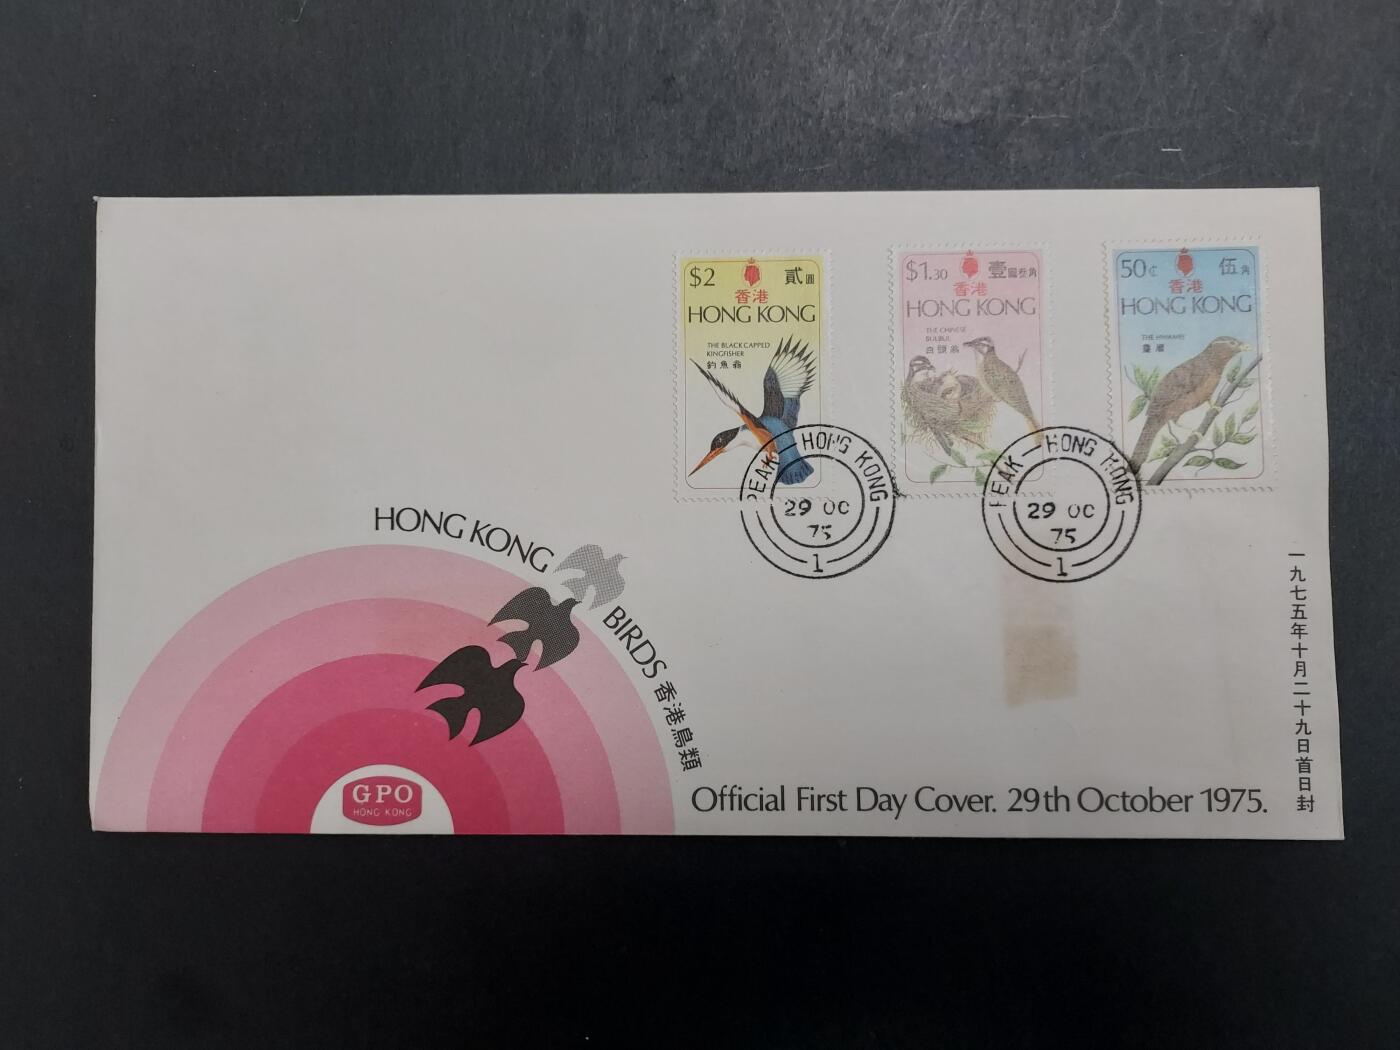 $2 貳圓
香港
HONG KONG
THE BLACK CAPPED
KINGFISHER
釣魚翁
$1.30 壹圓叁角
香港
HONG KONG
THE CHINESE
BULBUL
白頭翁
50¢ 伍角
香港
HONG KONG
THE HWAMEI
畫眉
PEAK — HONG KONG
29 OC
75
1
PEAK — HONG KONG
29 OC
75
1
HONG KONG BIRDS 香港鳥類
GPO
HONG KONG
Official First Day Cover. 29th October 1975.
一九七五年十月二十九日首日封